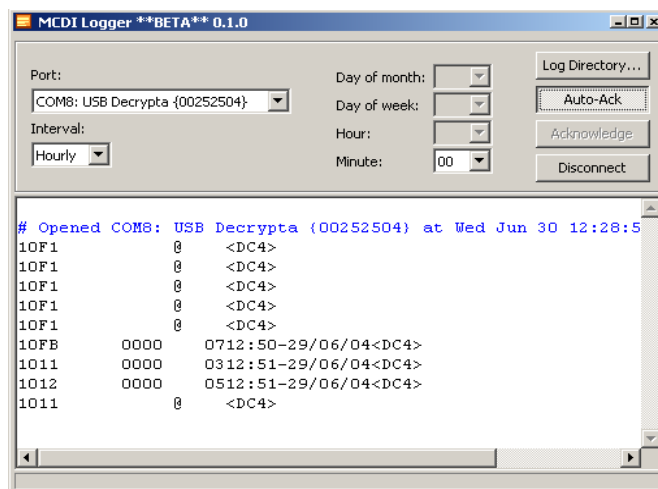 MCDI Logger **BETA** 0.1.0
Port:
COM8: USB Decrypta {00252504}
Interval:
Hourly
Day of month:
Day of week:
Hour:
Minute:
00
Log Directory...
Auto-Ack
Acknowledge
Disconnect
# Opened COM8: USB Decrypta {00252504} at Wed Jun 30 12:28:5
10F1 @ <DC4>
10F1 @ <DC4>
10F1 @ <DC4>
10F1 @ <DC4>
10F1 @ <DC4>
10FB 0000 0712:50-29/06/04<DC4>
1011 0000 0312:51-29/06/04<DC4>
1012 0000 0512:51-29/06/04<DC4>
1011 @ <DC4>